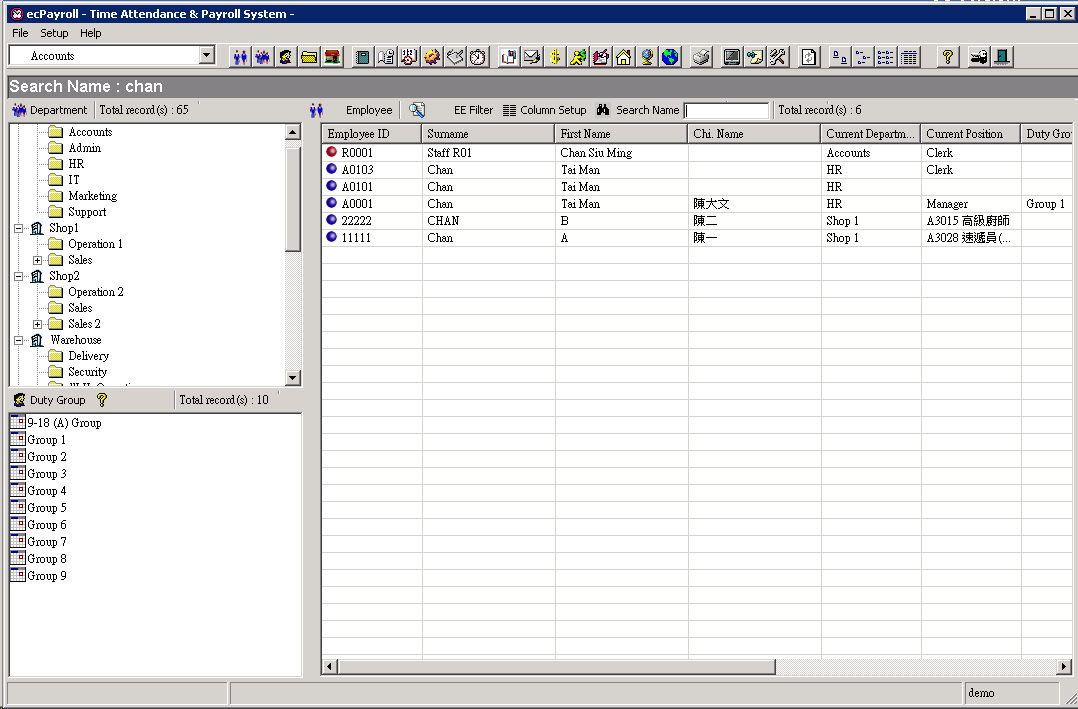 ecPayroll - Time Attendance & Payroll System -
File Setup Help
Accounts
Search Name : chan
Department Total record(s) : 65 Employee EE Filter Column Setup Search Name Total record(s) : 6
Accounts
Admin
HR
IT
Marketing
Support
Shop1
Operation 1
Sales
Shop2
Operation 2
Sales
Sales 2
Warehouse
Delivery
Security
Duty Group Total record(s) : 10
9-18 (A) Group
Group 1
Group 2
Group 3
Group 4
Group 5
Group 6
Group 7
Group 8
Group 9
Employee ID Surname First Name Chi. Name Current Departm... Current Position Duty Gro
R0001 Staff R01 Chan Siu Ming Accounts Clerk
A0103 Chan Tai Man HR Clerk
A0101 Chan Tai Man HR
A0001 Chan Tai Man 陳大文 HR Manager Group 1
22222 CHAN B 陳二 Shop 1 A3015 高級廚師
11111 Chan A 陳一 Shop 1 A3028 速遞員(...
demo